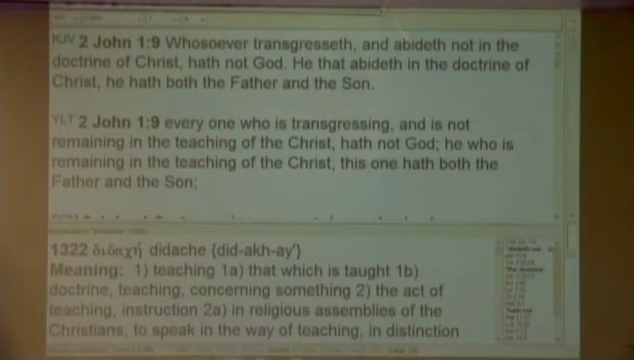 KJV 2 John 1:9 Whosoever transgresseth, and abideth not in the
doctrine of Christ, hath not God. He that abideth in the doctrine of
Christ, he hath both the Father and the Son.
YLT 2 John 1:9 every one who is transgressing, and is not
remaining in the teaching of the Christ, hath not God; he who is
remaining in the teaching of the Christ, this one hath both the
Father and the Son;
1322 διδαχή didache {did-akh-ay'}
Meaning: 1) teaching 1a) that which is taught 1b)
doctrine, teaching, concerning something 2) the act of
teaching, instruction 2a) in religious assemblies of the
Christians, to speak in the way of teaching, in distinction